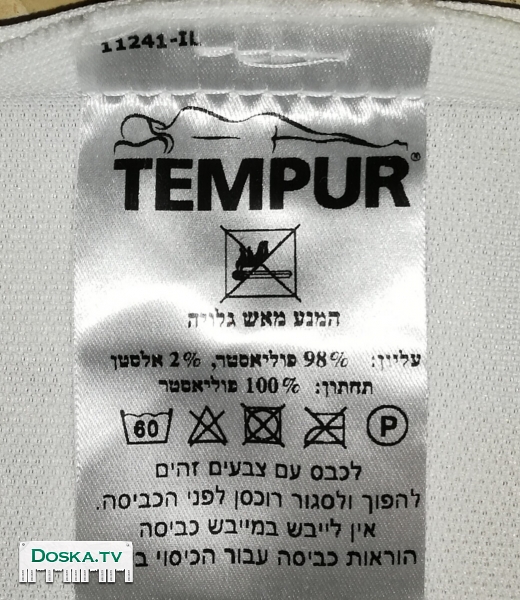 11241-IL
TEMPUR®
המנע מאש גלויה
עליון: 98% פוליאסטר, 2% אלסטן
תחתון: 100% פוליאסטר
60 P
לכבס עם צבעים זהים
להפוך ולסגור רוכסן לפני הכביסה.
אין לייבש במייבש כביסה
הוראות כביסה עבור הכיסוי
DOSKA.TV